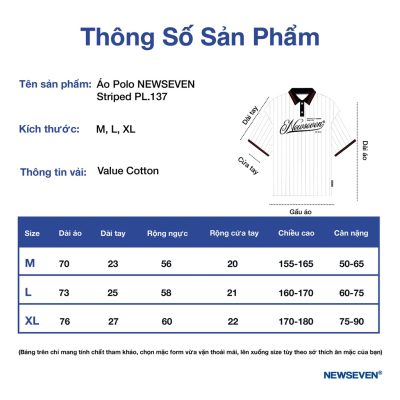 Thông Số Sản Phẩm
Tên sản phẩm: Áo Polo NEWSEVEN
Striped PL.137
Kích thước: M, L, XL
Thông tin vải: Value Cotton
Dài tay
Newseven
Cửa tay
Dài áo
Gấu áo
Size Dài áo Dài tay Rộng ngực Rộng cửa tay Chiều cao Cân nặng
M 70 23 56 20 155-165 50-65
L 73 25 58 21 160-170 60-75
XL 76 27 60 22 170-180 75-90
(Bảng trên chỉ mang tính chất tham khảo, chọn mặc form vừa vặn thoải mái, lên xuống size tùy theo sở thích ăn mặc của bạn)
NEWSEVEN®